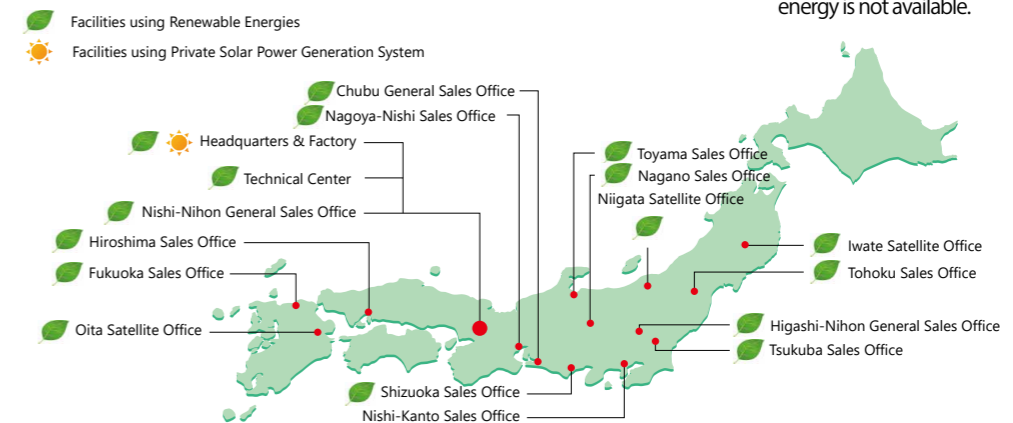 energy is not available.
Facilities using Renewable Energies
Facilities using Private Solar Power Generation System
Chubu General Sales Office
Nagoya-Nishi Sales Office
Headquarters & Factory
Technical Center
Nishi-Nihon General Sales Office
Hiroshima Sales Office
Fukuoka Sales Office
Oita Satellite Office
Toyama Sales Office
Nagano Sales Office
Niigata Satellite Office
Iwate Satellite Office
Tohoku Sales Office
Higashi-Nihon General Sales Office
Tsukuba Sales Office
Shizuoka Sales Office
Nishi-Kanto Sales Office